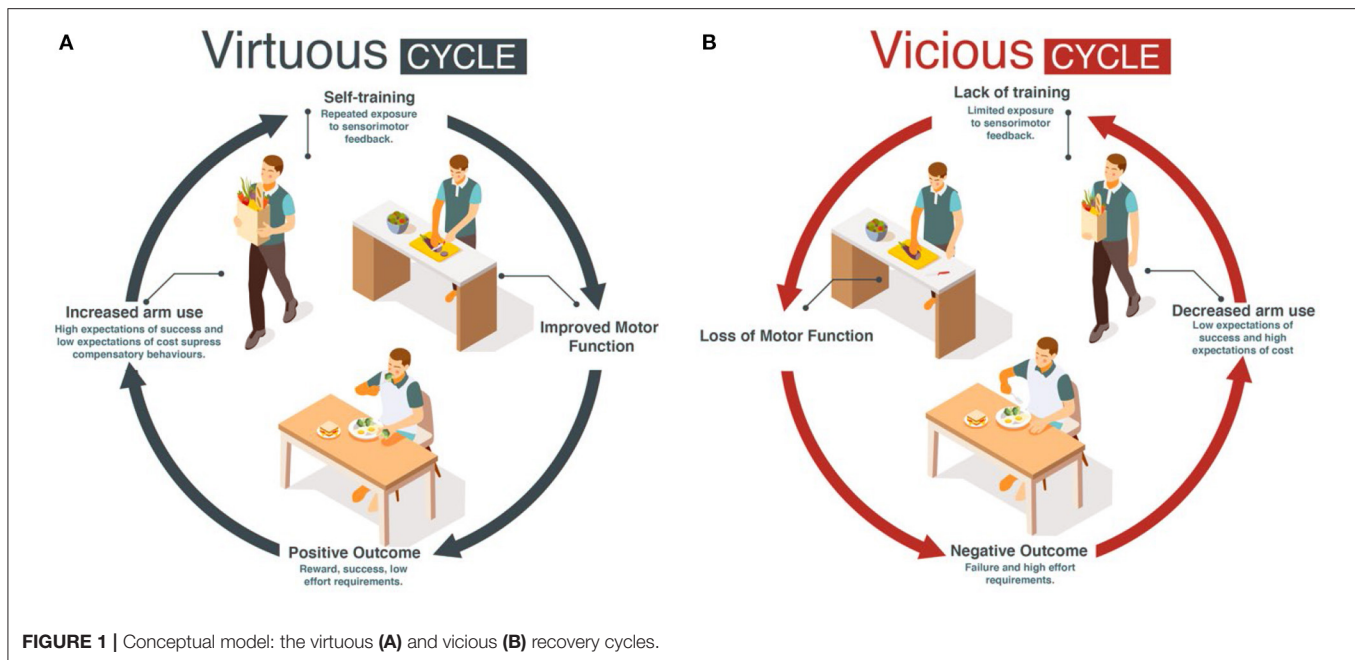 A
Virtuous CYCLE
Self-training
Repeated exposure
to sensorimotor
feedback.
Improved Motor
Function
Positive Outcome
Reward, success, low
effort requirements.
Increased arm use
High expectations of success and
low expectations of cost supress
compensatory behaviours.
B
Vicious CYCLE
Lack of training
Limited exposure
to sensorimotor
feedback.
Loss of Motor Function
Negative Outcome
Failure and high effort
requirements.
Decreased arm use
Low expectations of
success and high
expectations of cost
FIGURE 1 | Conceptual model: the virtuous (A) and vicious (B) recovery cycles.